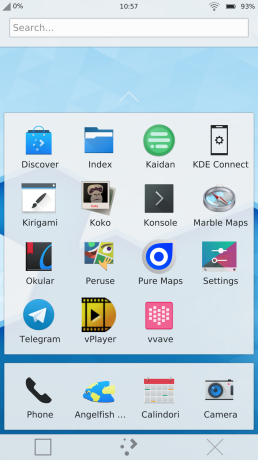 0% 10:57 93%
Search...
Discover Index Kaidan KDE Connect
Kirigami Koko Konsole Marble Maps
Okular Peruse Pure Maps Settings
Telegram vPlayer vvave
Phone Angelfish ... Calindori Camera